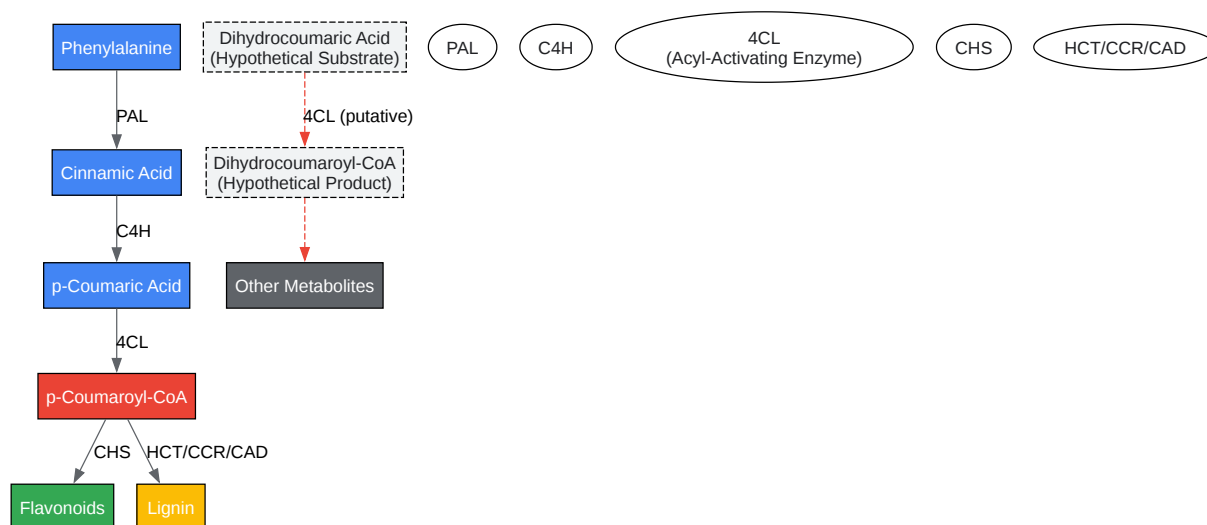 Phenylalanine
Dihydrocoumaric Acid
(Hypothetical Substrate)
PAL
C4H
4CL
(Acyl-Activating Enzyme)
CHS
HCT/CCR/CAD
PAL
4CL (putative)
Cinnamic Acid
Dihydrocoumaroyl-CoA
(Hypothetical Product)
C4H
p-Coumaric Acid
Other Metabolites
4CL
p-Coumaroyl-CoA
CHS
HCT/CCR/CAD
Flavonoids
Lignin